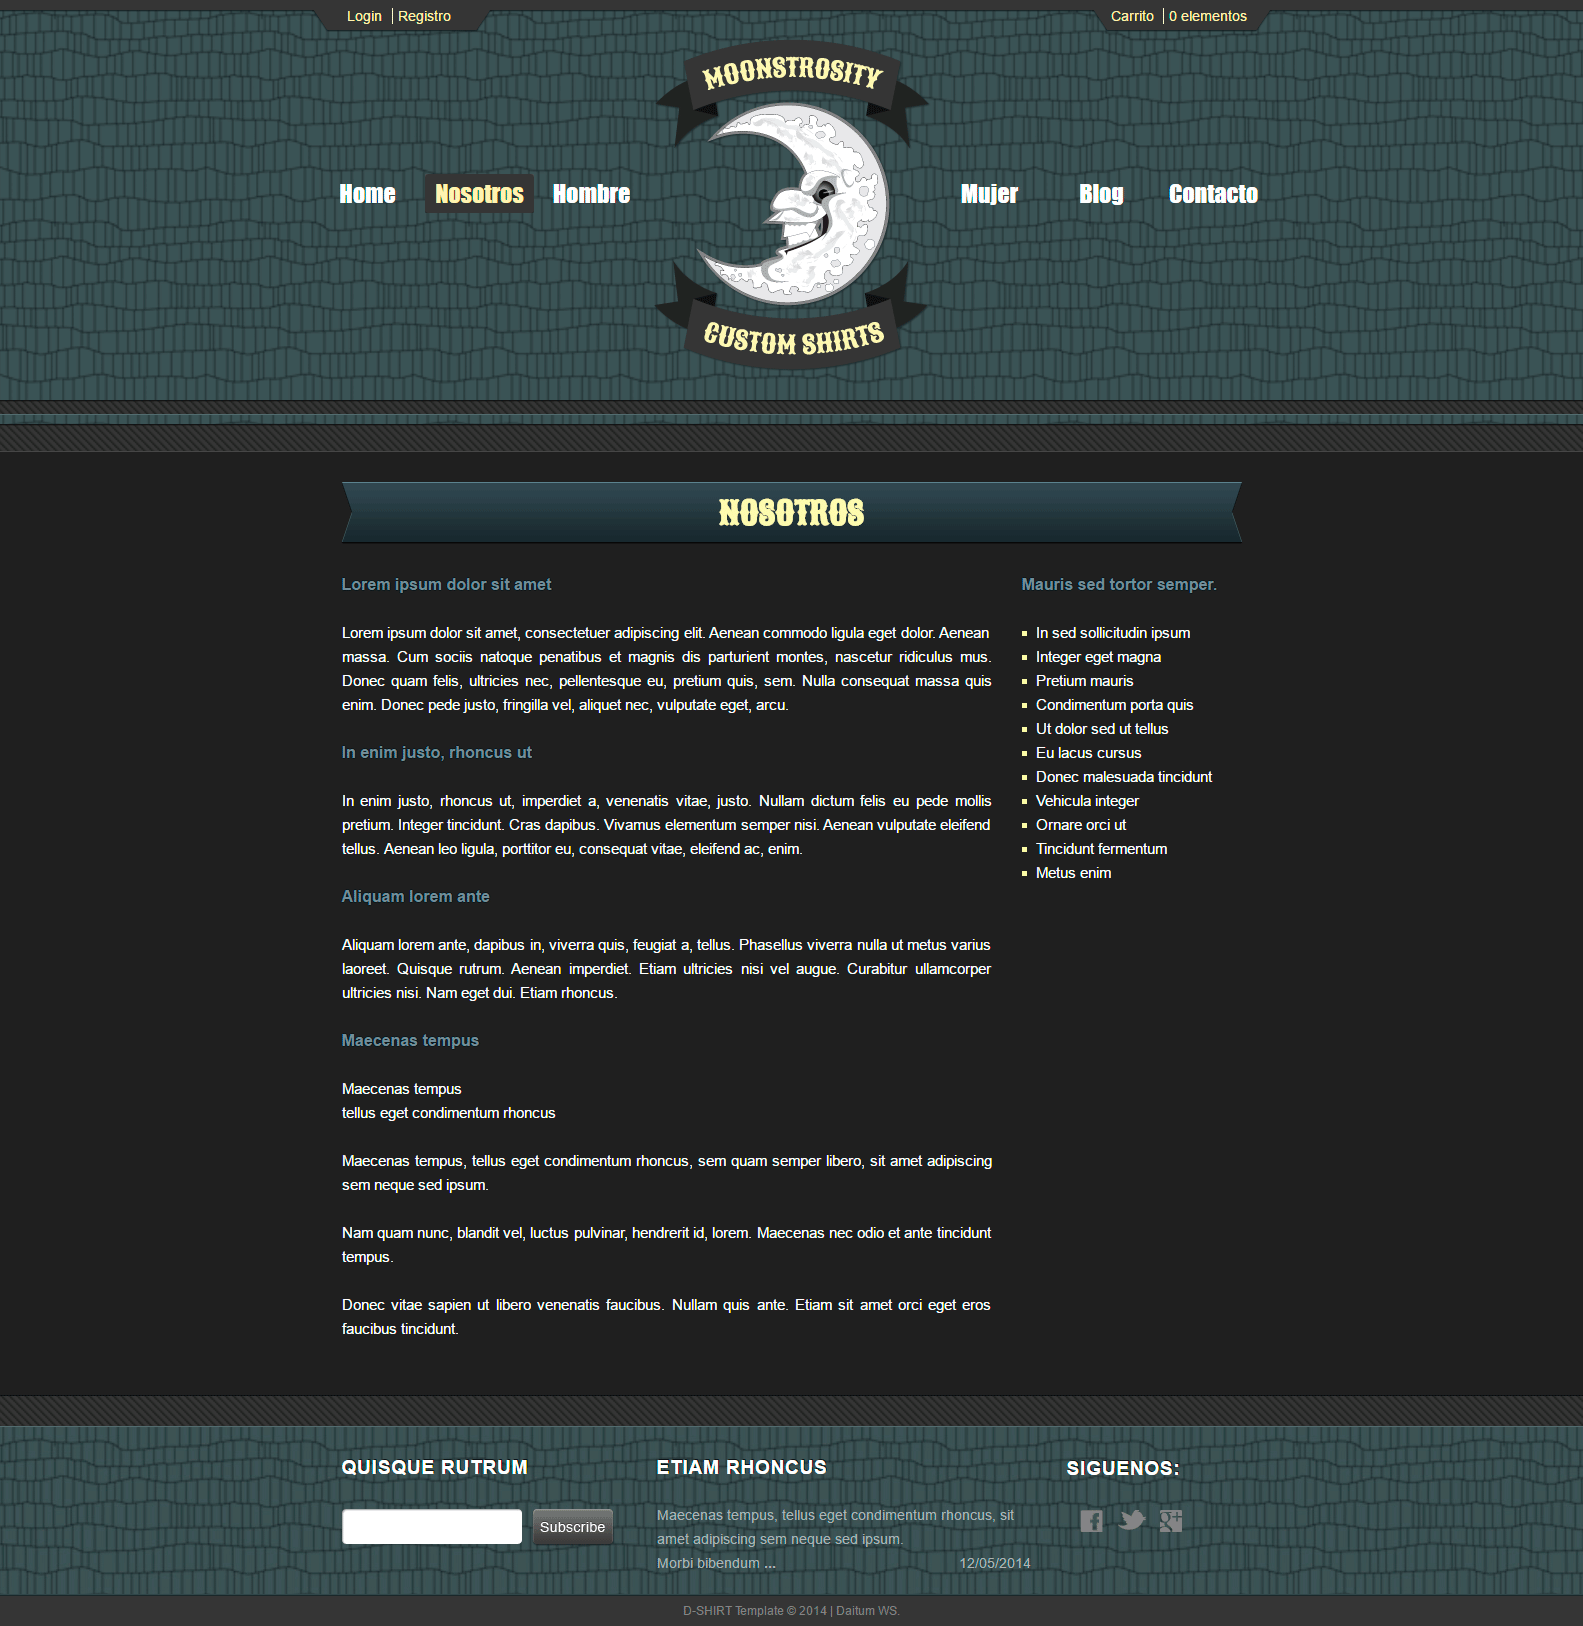 Login | Registro
Carrito | 0 elementos
MOONSTROSITY
Home
Nosotros
Hombre
Mujer
Blog
Contacto
CUSTOM SHIRTS
NOSOTROS
Lorem ipsum dolor sit amet
Lorem ipsum dolor sit amet, consectetuer adipiscing elit. Aenean commodo ligula eget dolor. Aenean
massa. Cum sociis natoque penatibus et magnis dis parturient montes, nascetur ridiculus mus.
Donec quam felis, ultricies nec, pellentesque eu, pretium quis, sem. Nulla consequat massa quis
enim. Donec pede justo, fringilla vel, aliquet nec, vulputate eget, arcu.
In enim justo, rhoncus ut
In enim justo, rhoncus ut, imperdiet a, venenatis vitae, justo. Nullam dictum felis eu pede mollis
pretium. Integer tincidunt. Cras dapibus. Vivamus elementum semper nisi. Aenean vulputate eleifend
tellus. Aenean leo ligula, porttitor eu, consequat vitae, eleifend ac, enim.
Aliquam lorem ante
Aliquam lorem ante, dapibus in, viverra quis, feugiat a, tellus. Phasellus viverra nulla ut metus varius
laoreet. Quisque rutrum. Aenean imperdiet. Etiam ultricies nisi vel augue. Curabitur ullamcorper
ultricies nisi. Nam eget dui. Etiam rhoncus.
Maecenas tempus
Maecenas tempus
tellus eget condimentum rhoncus
Maecenas tempus, tellus eget condimentum rhoncus, sem quam semper libero, sit amet adipiscing
sem neque sed ipsum.
Nam quam nunc, blandit vel, luctus pulvinar, hendrerit id, lorem. Maecenas nec odio et ante tincidunt
tempus.
Donec vitae sapien ut libero venenatis faucibus. Nullam quis ante. Etiam sit amet orci eget eros
faucibus tincidunt.
Mauris sed tortor semper.
In sed sollicitudin ipsum
Integer eget magna
Pretium mauris
Condimentum porta quis
Ut dolor sed ut tellus
Eu lacus cursus
Donec malesuada tincidunt
Vehicula integer
Ornare orci ut
Tincidunt fermentum
Metus enim
QUISQUE RUTRUM
Subscribe
ETIAM RHONCUS
Maecenas tempus, tellus eget condimentum rhoncus, sit
amet adipiscing sem neque sed ipsum.
Morbi bibendum ... 12/05/2014
SIGUENOS:
D-SHIRT Template © 2014 | Daitum WS.